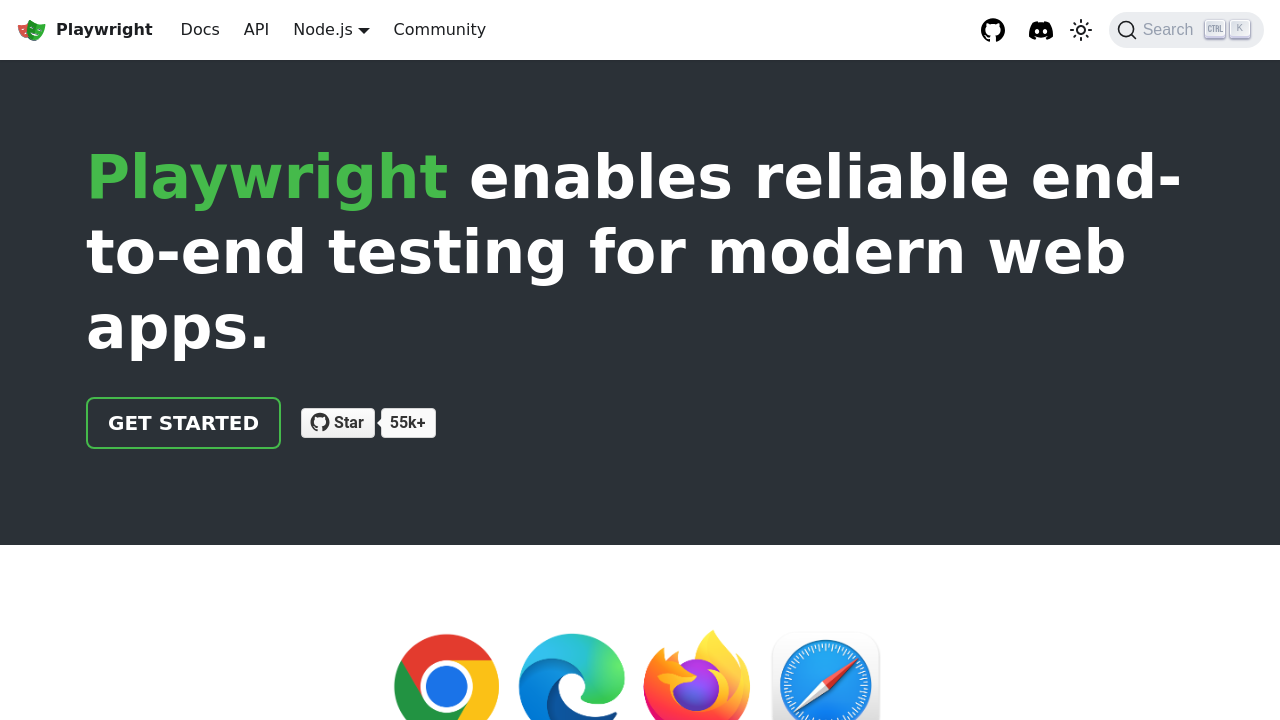 Playwright Docs API Node.js Community Search CTRL K
Playwright enables reliable end-
to-end testing for modern web
apps.
GET STARTED Star 55k+